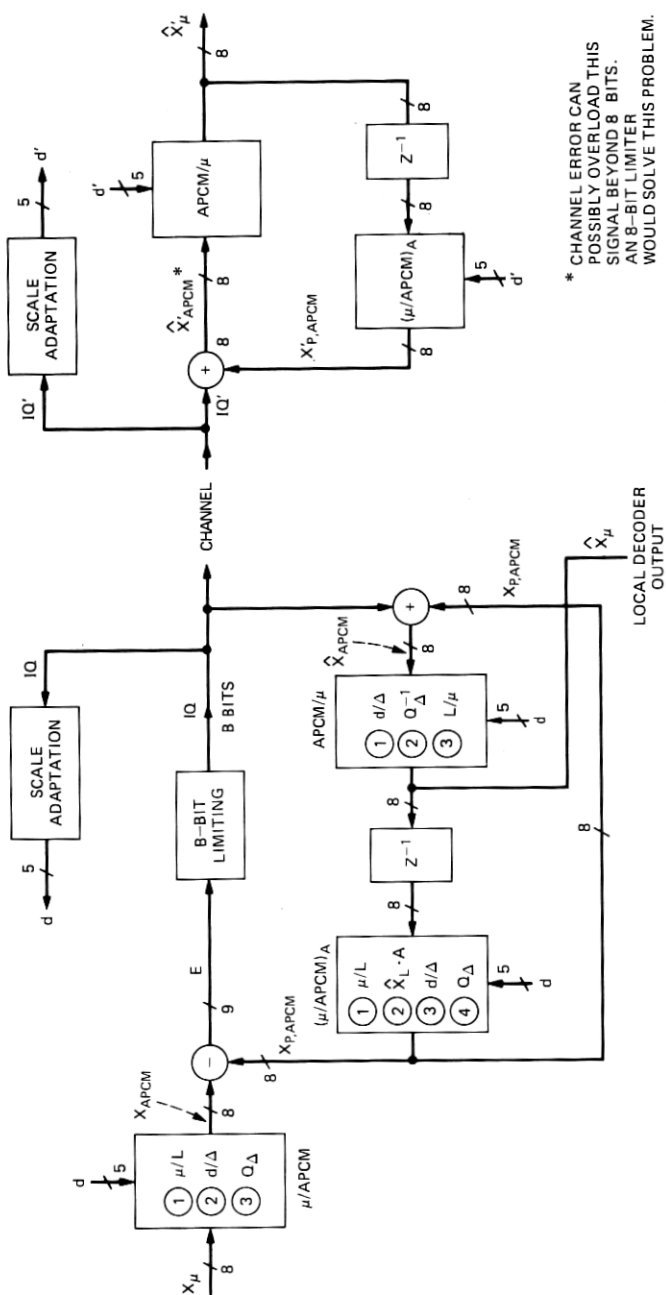 Xμ
8
d
5
① μ/L
② d/Δ
③ QΔ
μ/APCM
XAPCM
8
−
8
XP,APCM
9
E
B–BIT
LIMITING
IQ
B BITS
SCALE
ADAPTATION
5
d
IQ
CHANNEL
(μ/APCM)A
① μ/L
② X̂L · A
③ d/Δ
④ QΔ
5
d
8
Z−1
8
APCM/μ
① d/Δ
② QΔ−1
③ L/μ
5
d
X̂APCM
8
+
8
XP,APCM
8
X̂μ
LOCAL DECODER
OUTPUT
IQ′
SCALE
ADAPTATION
5
d′
IQ′
+
8
X̂′APCM*
8
APCM/μ
d′
5
X̂′μ
8
8
Z−1
8
(μ/APCM)A
5
d′
8
X′P,APCM
* CHANNEL ERROR CAN
POSSIBLY OVERLOAD THIS
SIGNAL BEYOND 8 BITS.
AN 8–BIT LIMITER
WOULD SOLVE THIS PROBLEM.